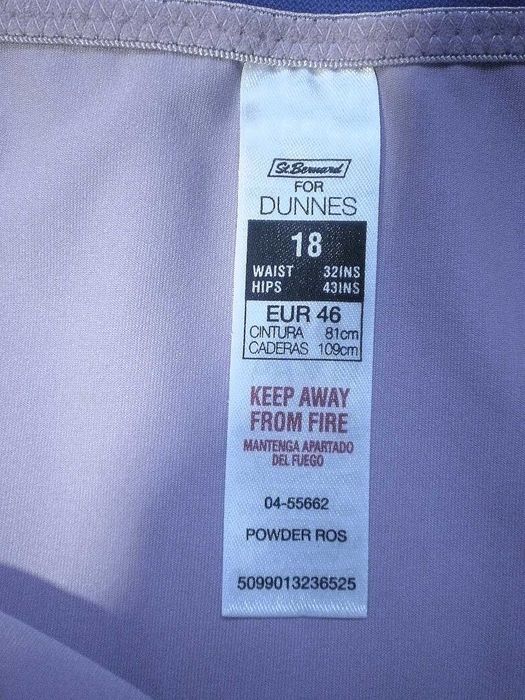 St.Bernard
FOR
DUNNES
18
WAIST 32INS
HIPS 43INS
EUR 46
CINTURA 81cm
CADERAS 109cm
KEEP AWAY
FROM FIRE
MANTENGA APARTADO
DEL FUEGO
04-55662
POWDER ROS
5099013236525